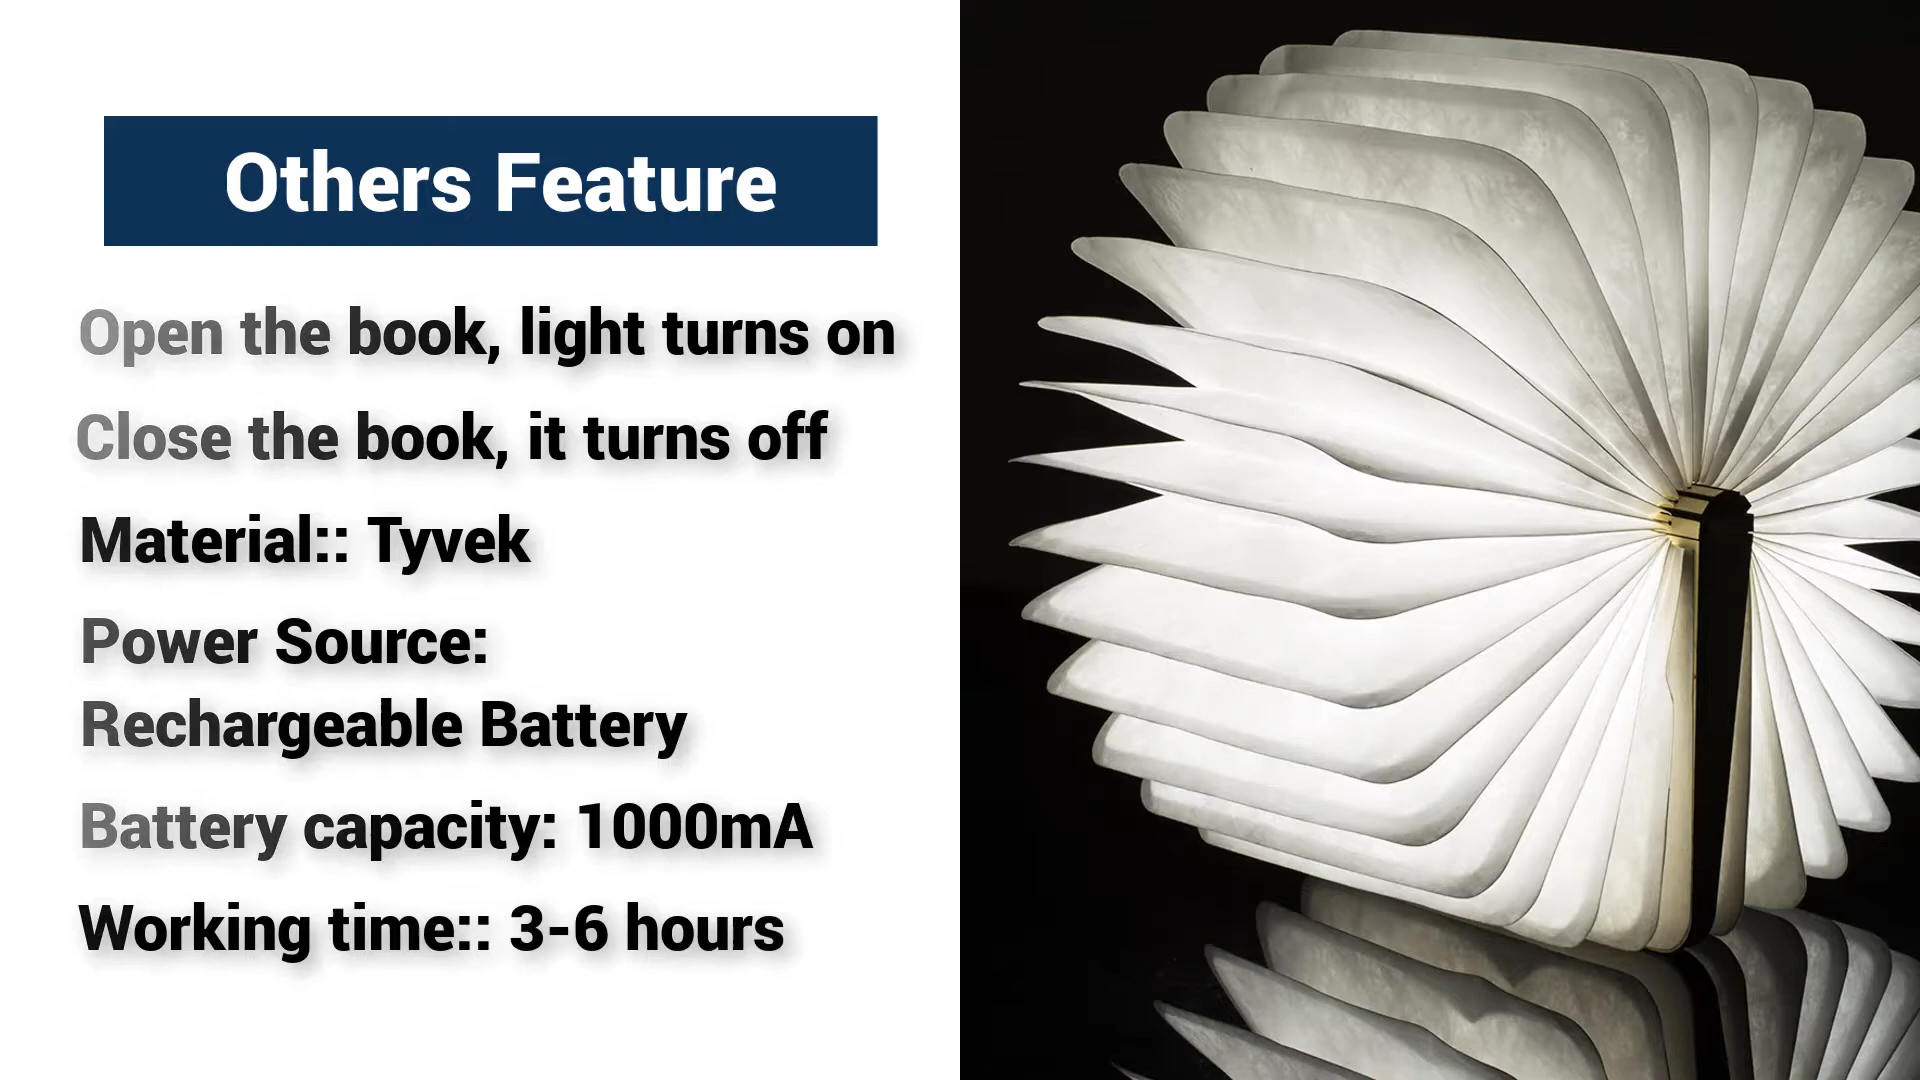 Others Feature
Open the book, light turns on
Close the book, it turns off
Material:: Tyvek
Power Source:
Rechargeable Battery
Battery capacity: 1000mA
Working time:: 3-6 hours